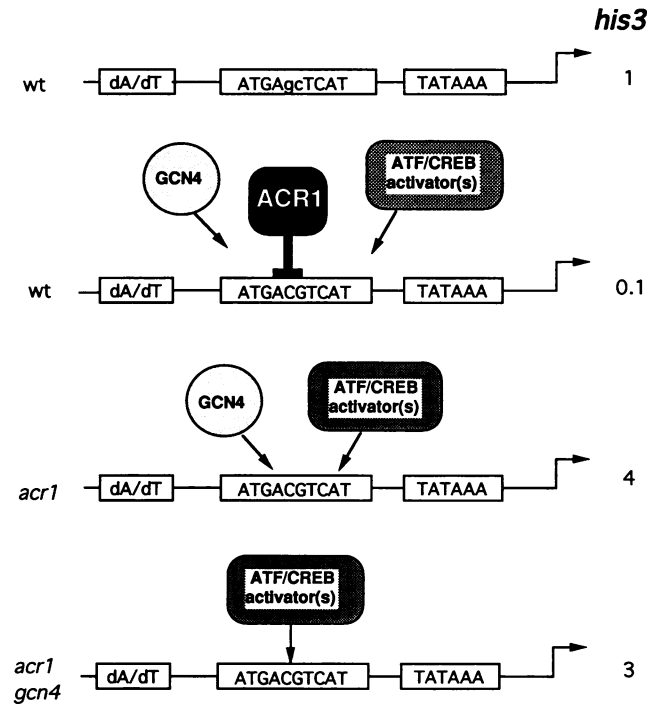 his3
wt dA/dT ATGAgcTCAT TATAAA 1
GCN4
ACR1
ATF/CREB
activator(s)
wt dA/dT ATGACGTCAT TATAAA 0.1
GCN4
ATF/CREB
activator(s)
acr1 dA/dT ATGACGTCAT TATAAA 4
ATF/CREB
activator(s)
acr1
gcn4 dA/dT ATGACGTCAT TATAAA 3